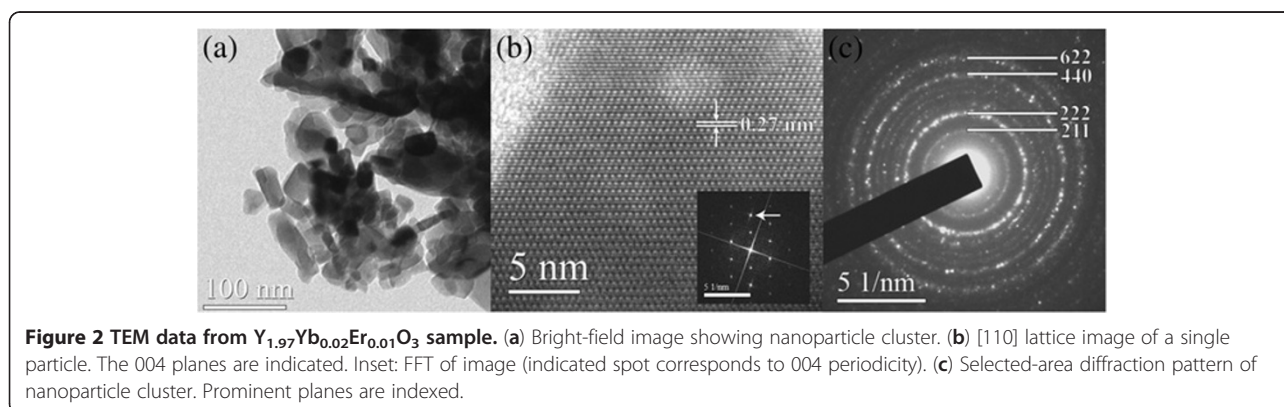 (a)
100 nm
(b)
0.27 nm
5 nm
5 1/nm
(c)
622
440
222
211
5 1/nm
Figure 2 TEM data from Y₁.₉₇Yb₀.₀₂Er₀.₀₁O₃ sample. (a) Bright-field image showing nanoparticle cluster. (b) [110] lattice image of a single
particle. The 004 planes are indicated. Inset: FFT of image (indicated spot corresponds to 004 periodicity). (c) Selected-area diffraction pattern of
nanoparticle cluster. Prominent planes are indexed.